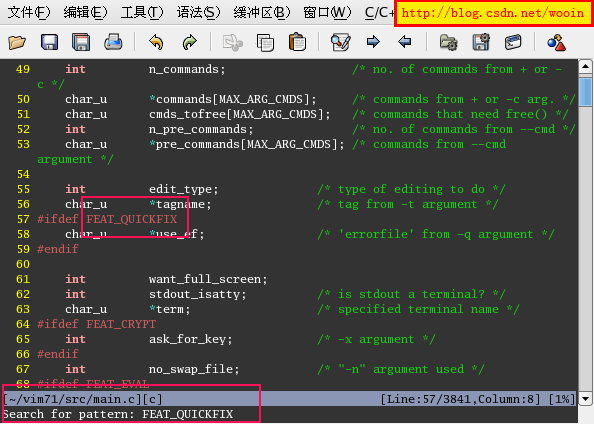 文件(F) 编辑(E) 工具(T) 语法(S) 缓冲区(B) 窗口(W) C/C+ http://blog.csdn.net/wooin
49 int n_commands; /* no. of commands from + or -
c */
50 char_u *commands[MAX_ARG_CMDS]; /* commands from + or -c arg. */
51 char_u cmds_tofree[MAX_ARG_CMDS]; /* commands that need free() */
52 int n_pre_commands; /* no. of commands from --cmd */
53 char_u *pre_commands[MAX_ARG_CMDS]; /* commands from --cmd
argument */
54
55 int edit_type; /* type of editing to do */
56 char_u *tagname; /* tag from -t argument */
57 #ifdef FEAT_QUICKFIX
58 char_u *use_ef; /* 'errorfile' from -q argument */
59 #endif
60
61 int want_full_screen;
62 int stdout_isatty; /* is stdout a terminal? */
63 char_u *term; /* specified terminal name */
64 #ifdef FEAT_CRYPT
65 int ask_for_key; /* -x argument */
66 #endif
67 int no_swap_file; /* "-n" argument used */
68 #ifdef FEAT_EVAL
[~/vim71/src/main.c][c] [Line:57/3841,Column:8] [1%]
Search for pattern: FEAT_QUICKFIX